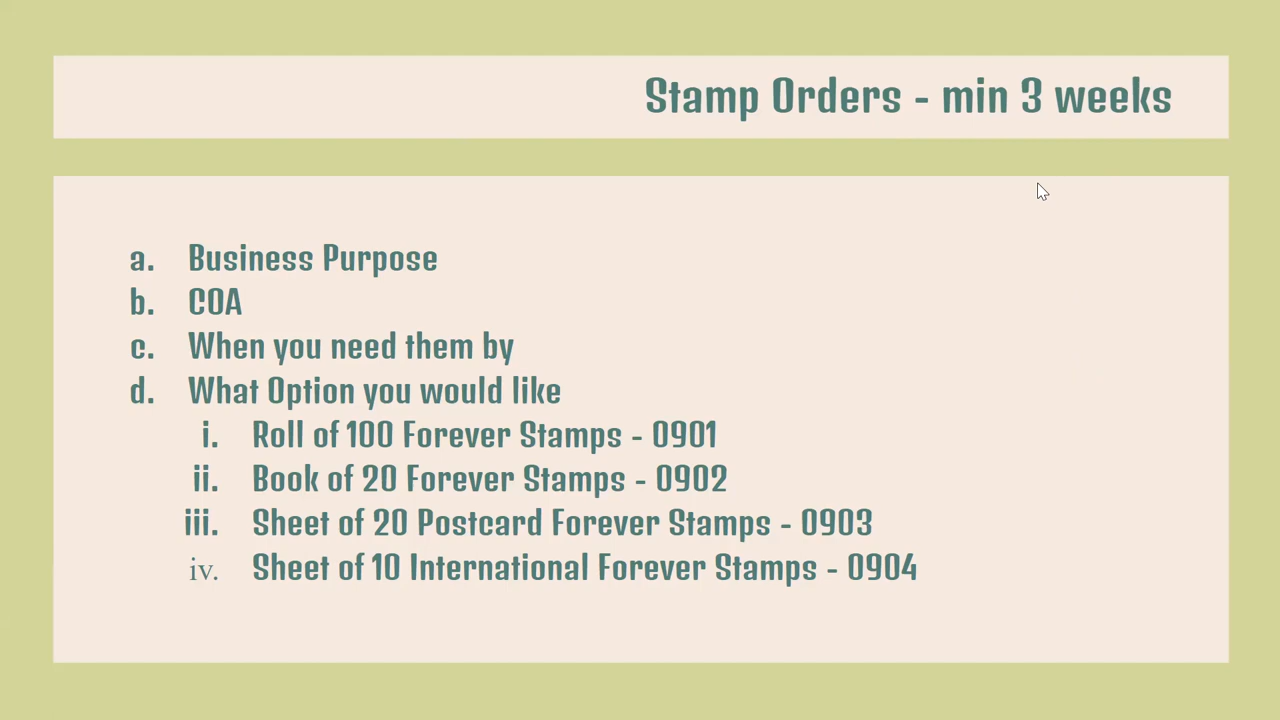 Stamp Orders - min 3 weeks
a. Business Purpose
b. COA
c. When you need them by
d. What Option you would like
i. Roll of 100 Forever Stamps - 0901
ii. Book of 20 Forever Stamps - 0902
iii. Sheet of 20 Postcard Forever Stamps - 0903
iv. Sheet of 10 International Forever Stamps - 0904